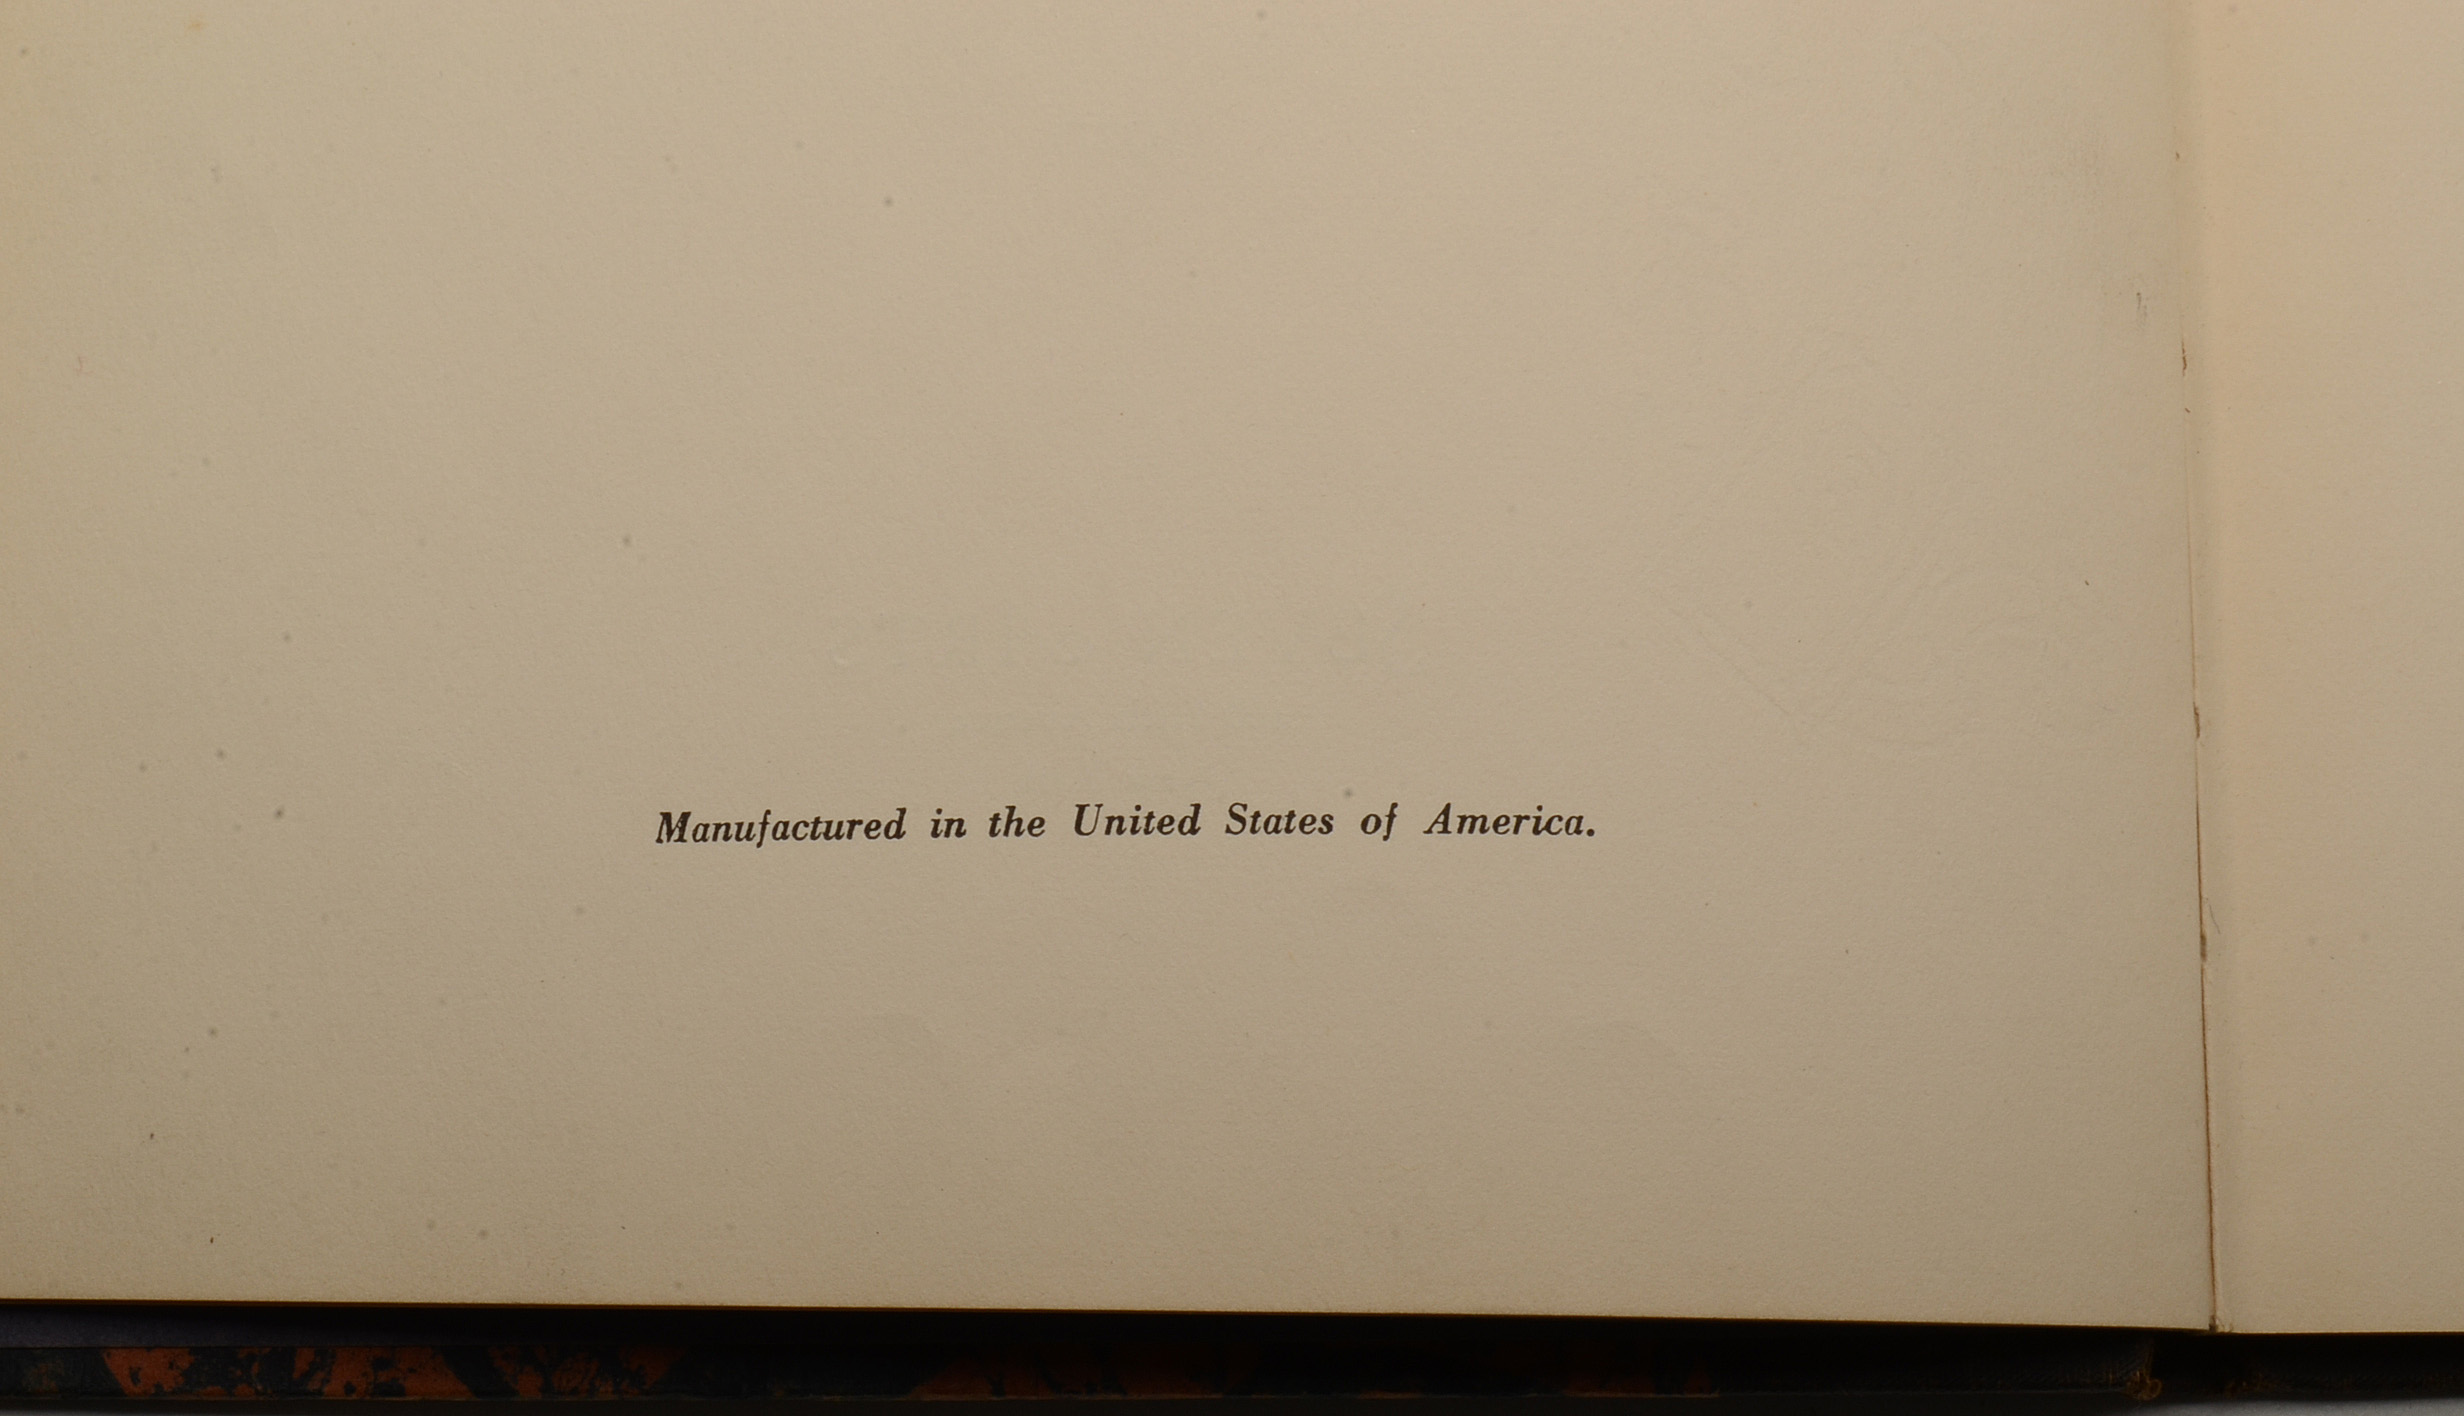 Manufactured in the United States of America.